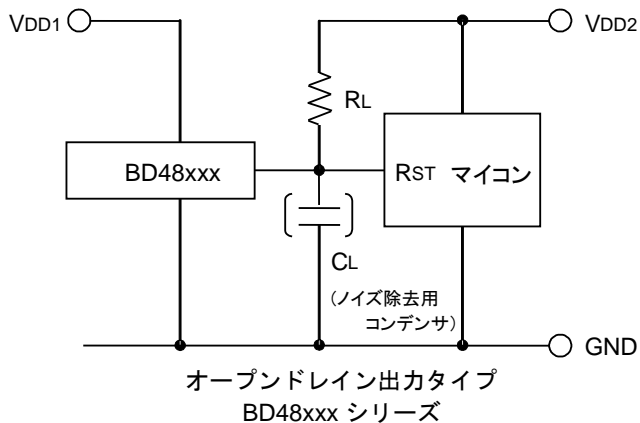 VDD1
VDD2
RL
BD48xxx
RST マイコン
CL
(ノイズ除去用
コンデンサ)
GND
オープンドレイン出力タイプ
BD48xxx シリーズ